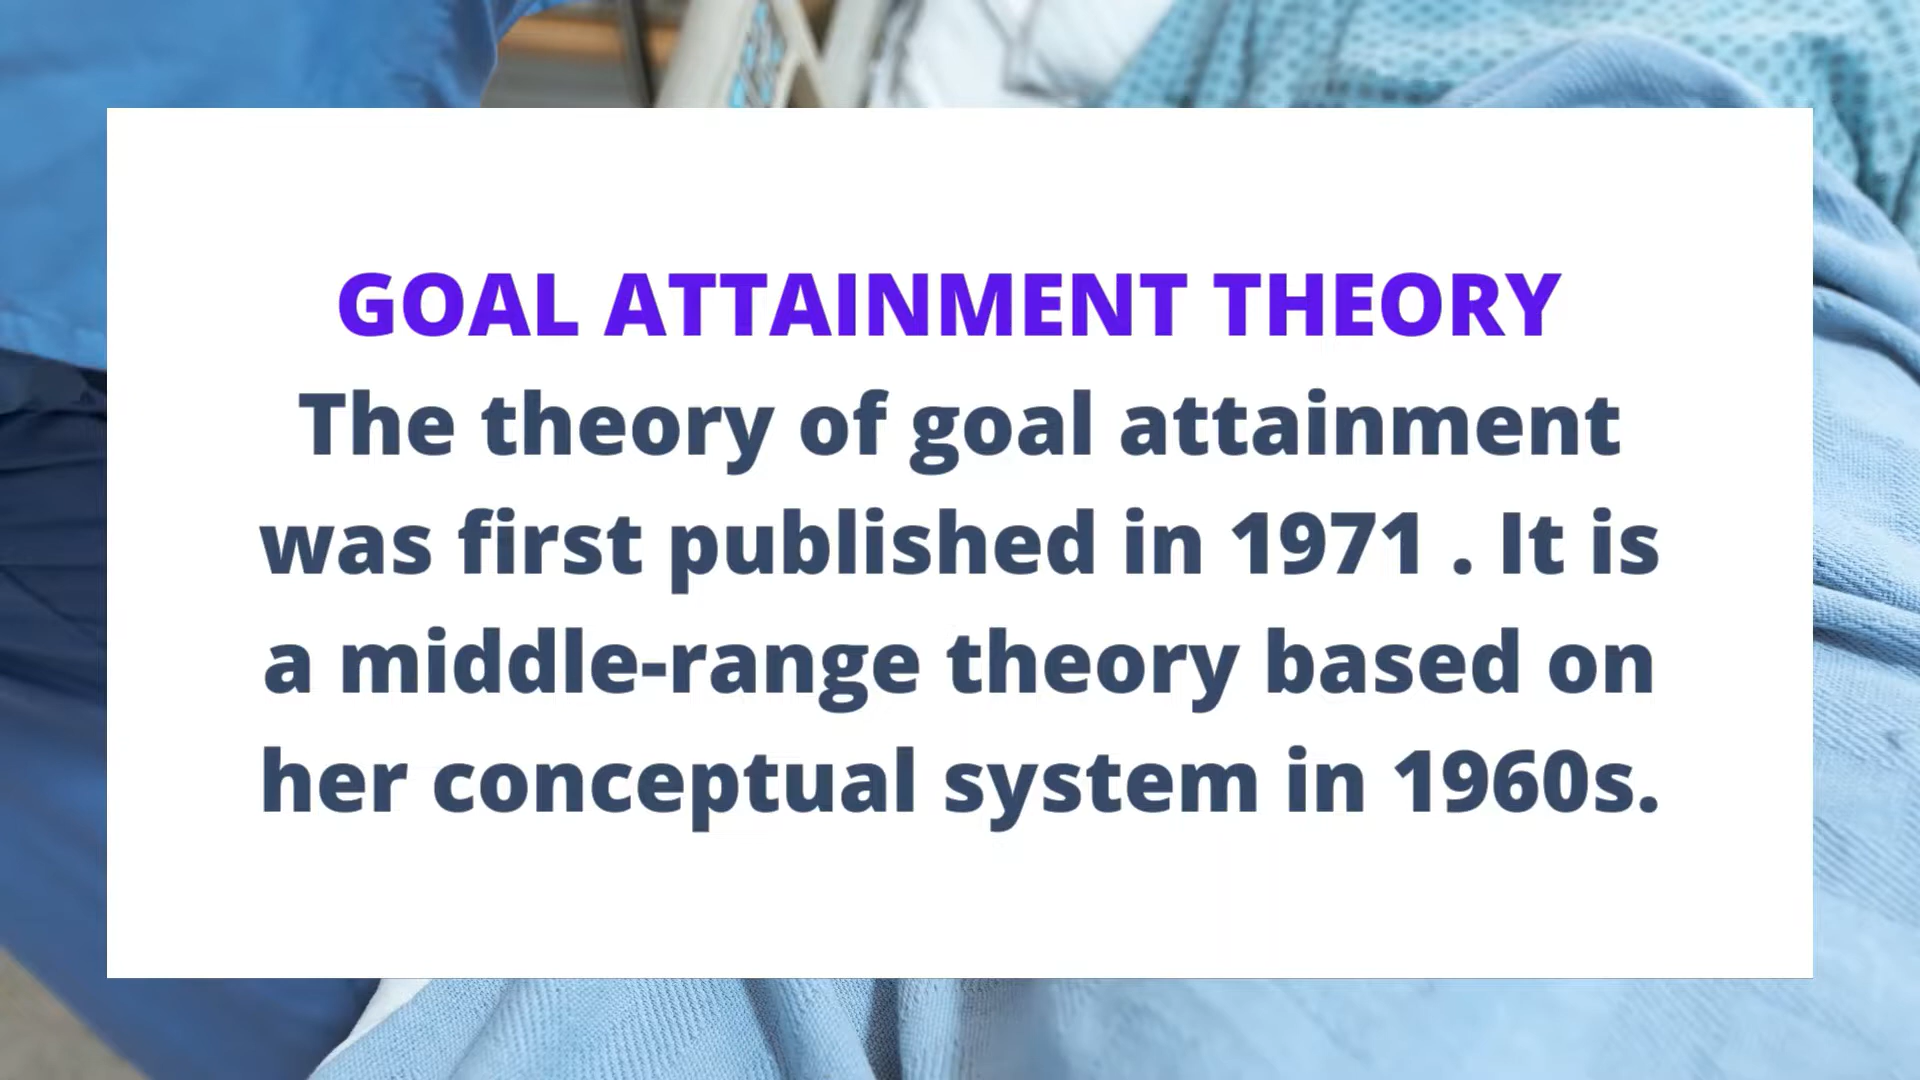 GOAL ATTAINMENT THEORY
The theory of goal attainment
was first published in 1971 . It is
a middle-range theory based on
her conceptual system in 1960s.